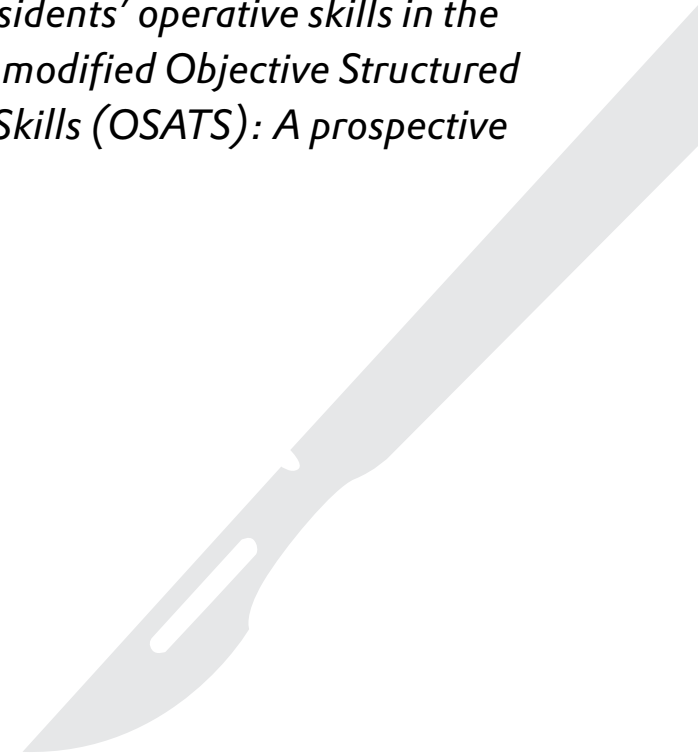 sidents’ operative skills in the
modified Objective Structured
Skills (OSATS): A prospective